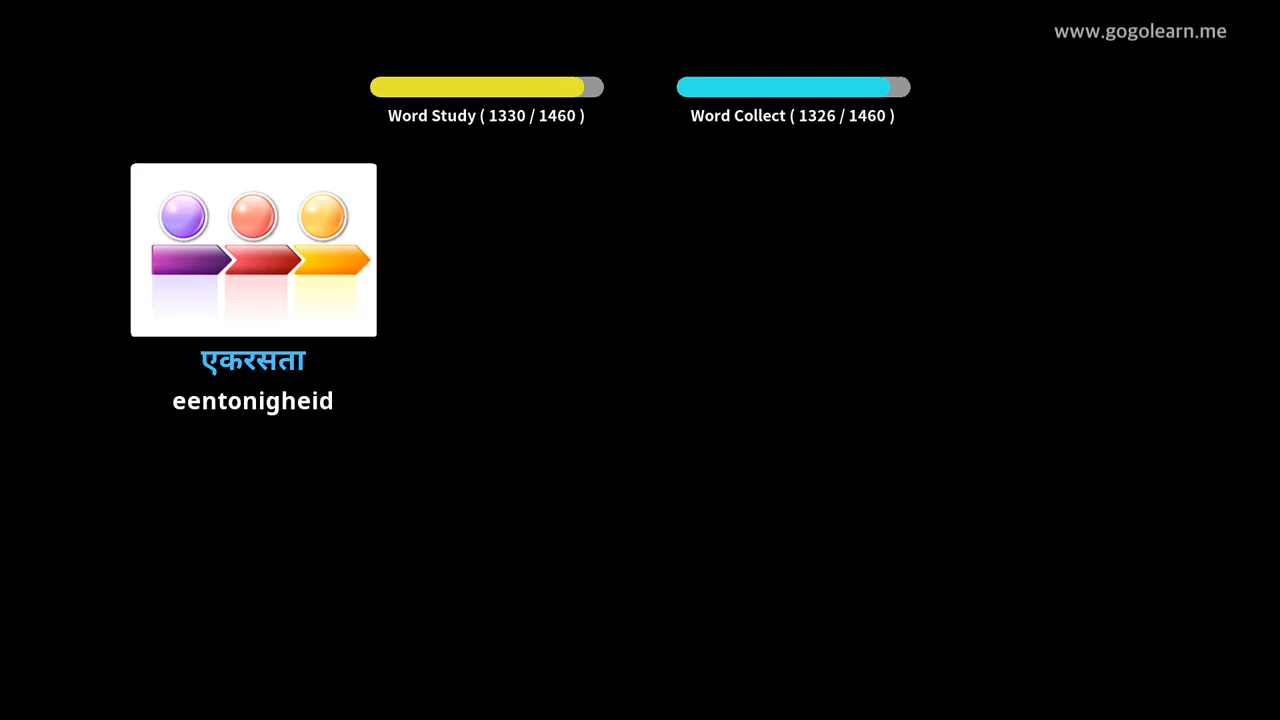 www.gogolearn.me
Word Study ( 1330 / 1460 )
Word Collect ( 1326 / 1460 )
एकरसता
eentonigheid